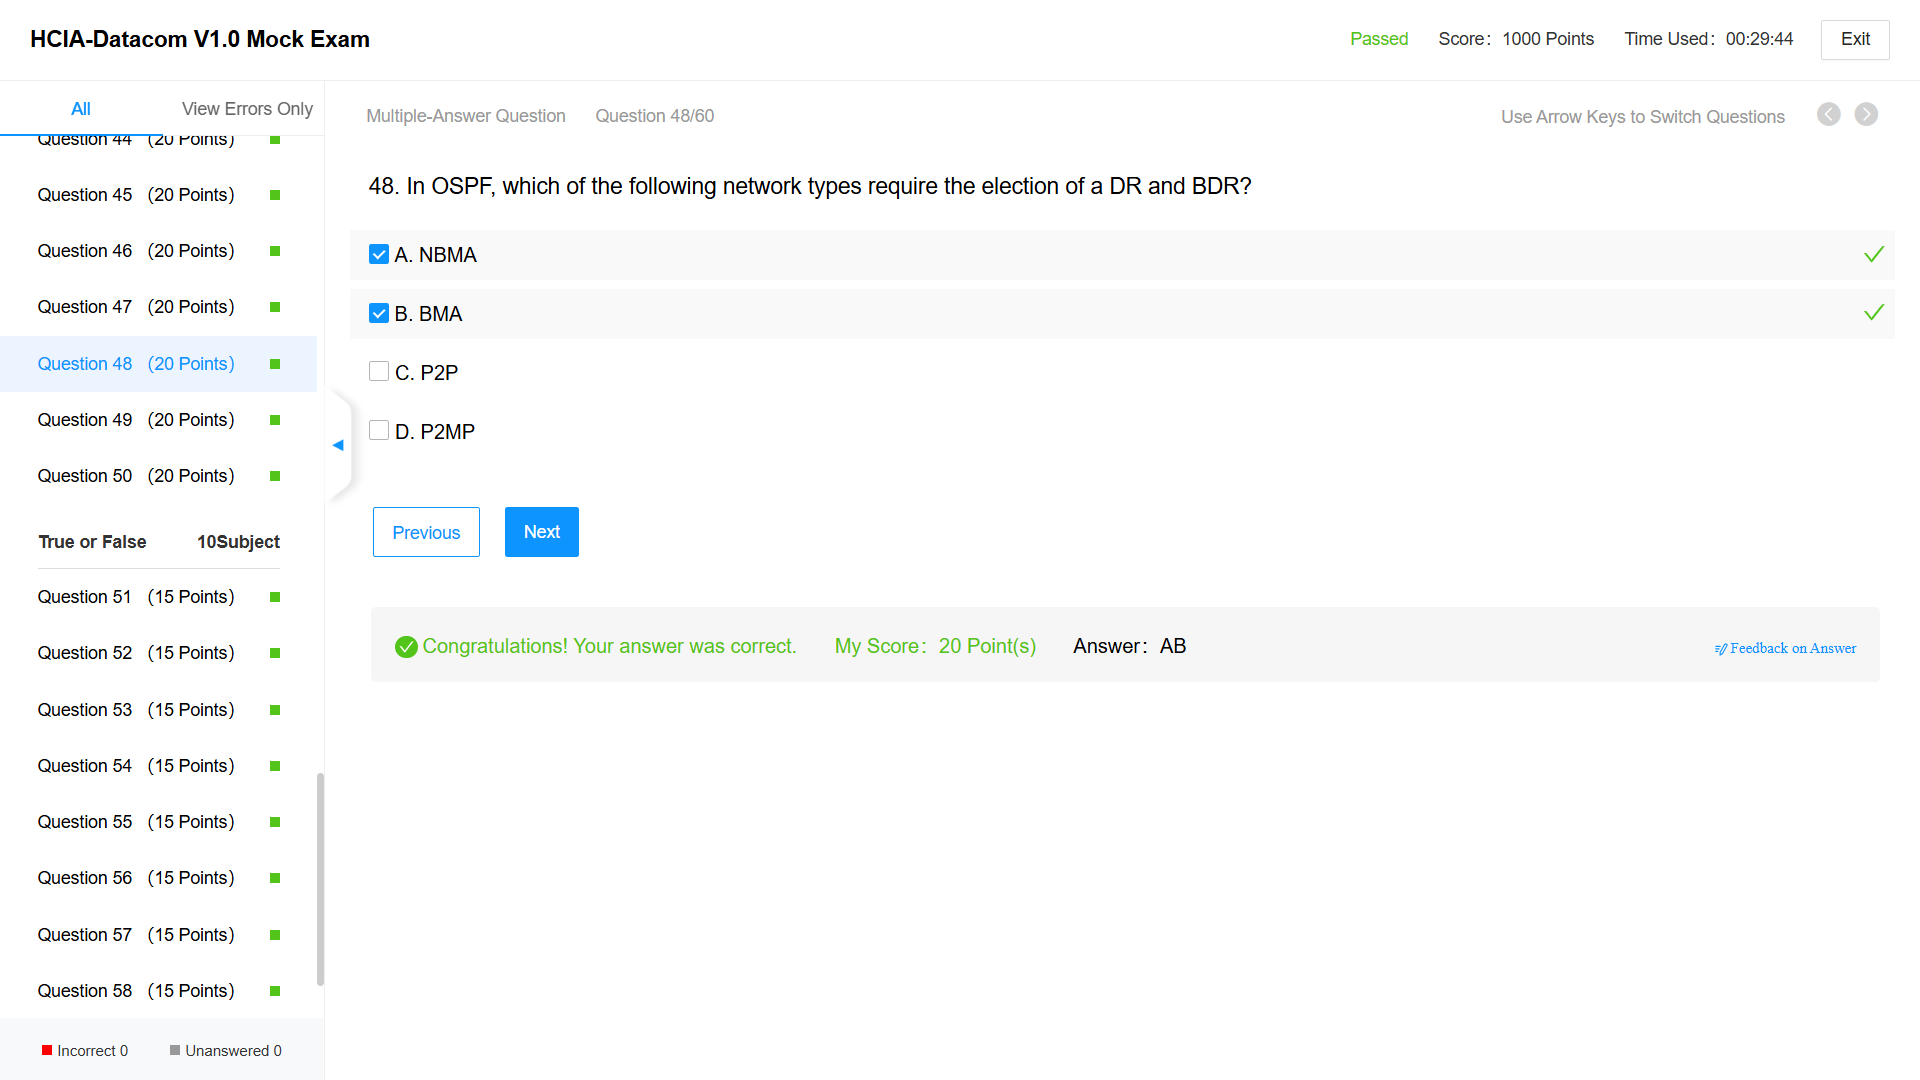 HCIA-Datacom V1.0 Mock Exam
Passed Score：1000 Points Time Used：00:29:44 Exit
All View Errors Only
Multiple-Answer Question Question 48/60
Use Arrow Keys to Switch Questions
Question 44 （20 Points）
Question 45 （20 Points）
Question 46 （20 Points）
Question 47 （20 Points）
Question 48 （20 Points）
Question 49 （20 Points）
Question 50 （20 Points）
True or False 10Subject
Question 51 （15 Points）
Question 52 （15 Points）
Question 53 （15 Points）
Question 54 （15 Points）
Question 55 （15 Points）
Question 56 （15 Points）
Question 57 （15 Points）
Question 58 （15 Points）
Incorrect 0 Unanswered 0
48. In OSPF, which of the following network types require the election of a DR and BDR?
A. NBMA
B. BMA
C. P2P
D. P2MP
Previous Next
Congratulations! Your answer was correct. My Score：20 Point(s) Answer：AB
Feedback on Answer